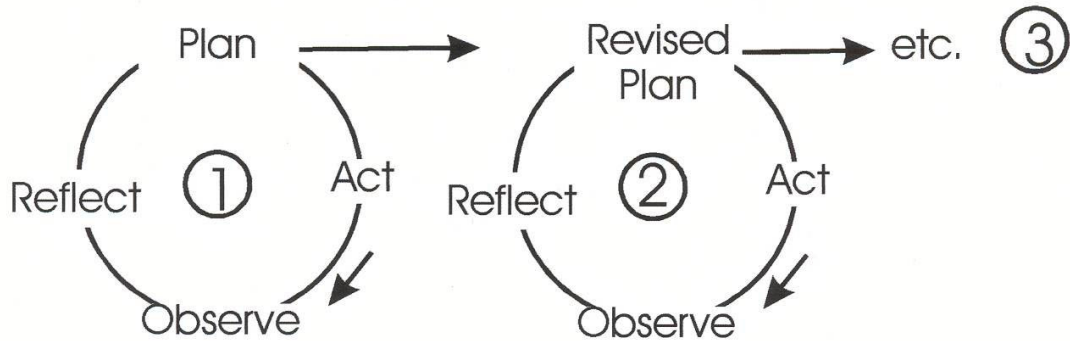 Plan
Act
Observe
Reflect
1
Revised
Plan
Act
Observe
Reflect
2
etc.
3